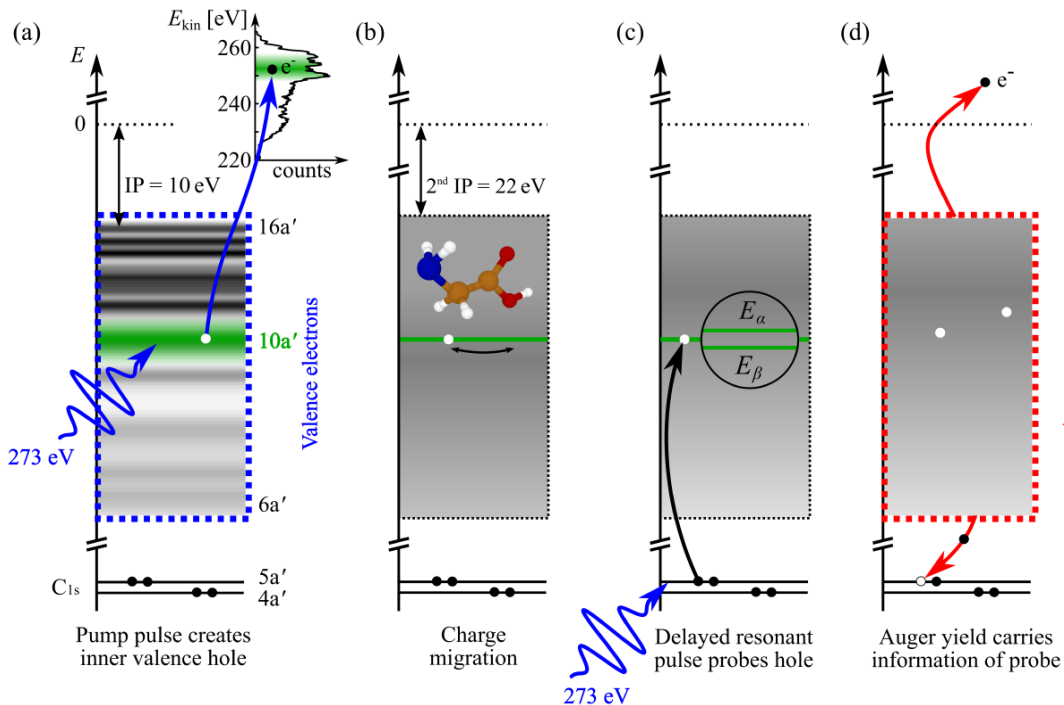 (a)
E
0
IP = 10 eV
E_kin [eV]
260
240
220
e⁻
counts
16a′
10a′
6a′
Valence electrons
273 eV
C₁ₛ
5a′
4a′
Pump pulse creates
inner valence hole
(b)
2nd IP = 22 eV
Charge
migration
(c)
E_α
E_β
273 eV
Delayed resonant
pulse probes hole
(d)
e⁻
Auger yield carries
information of probe